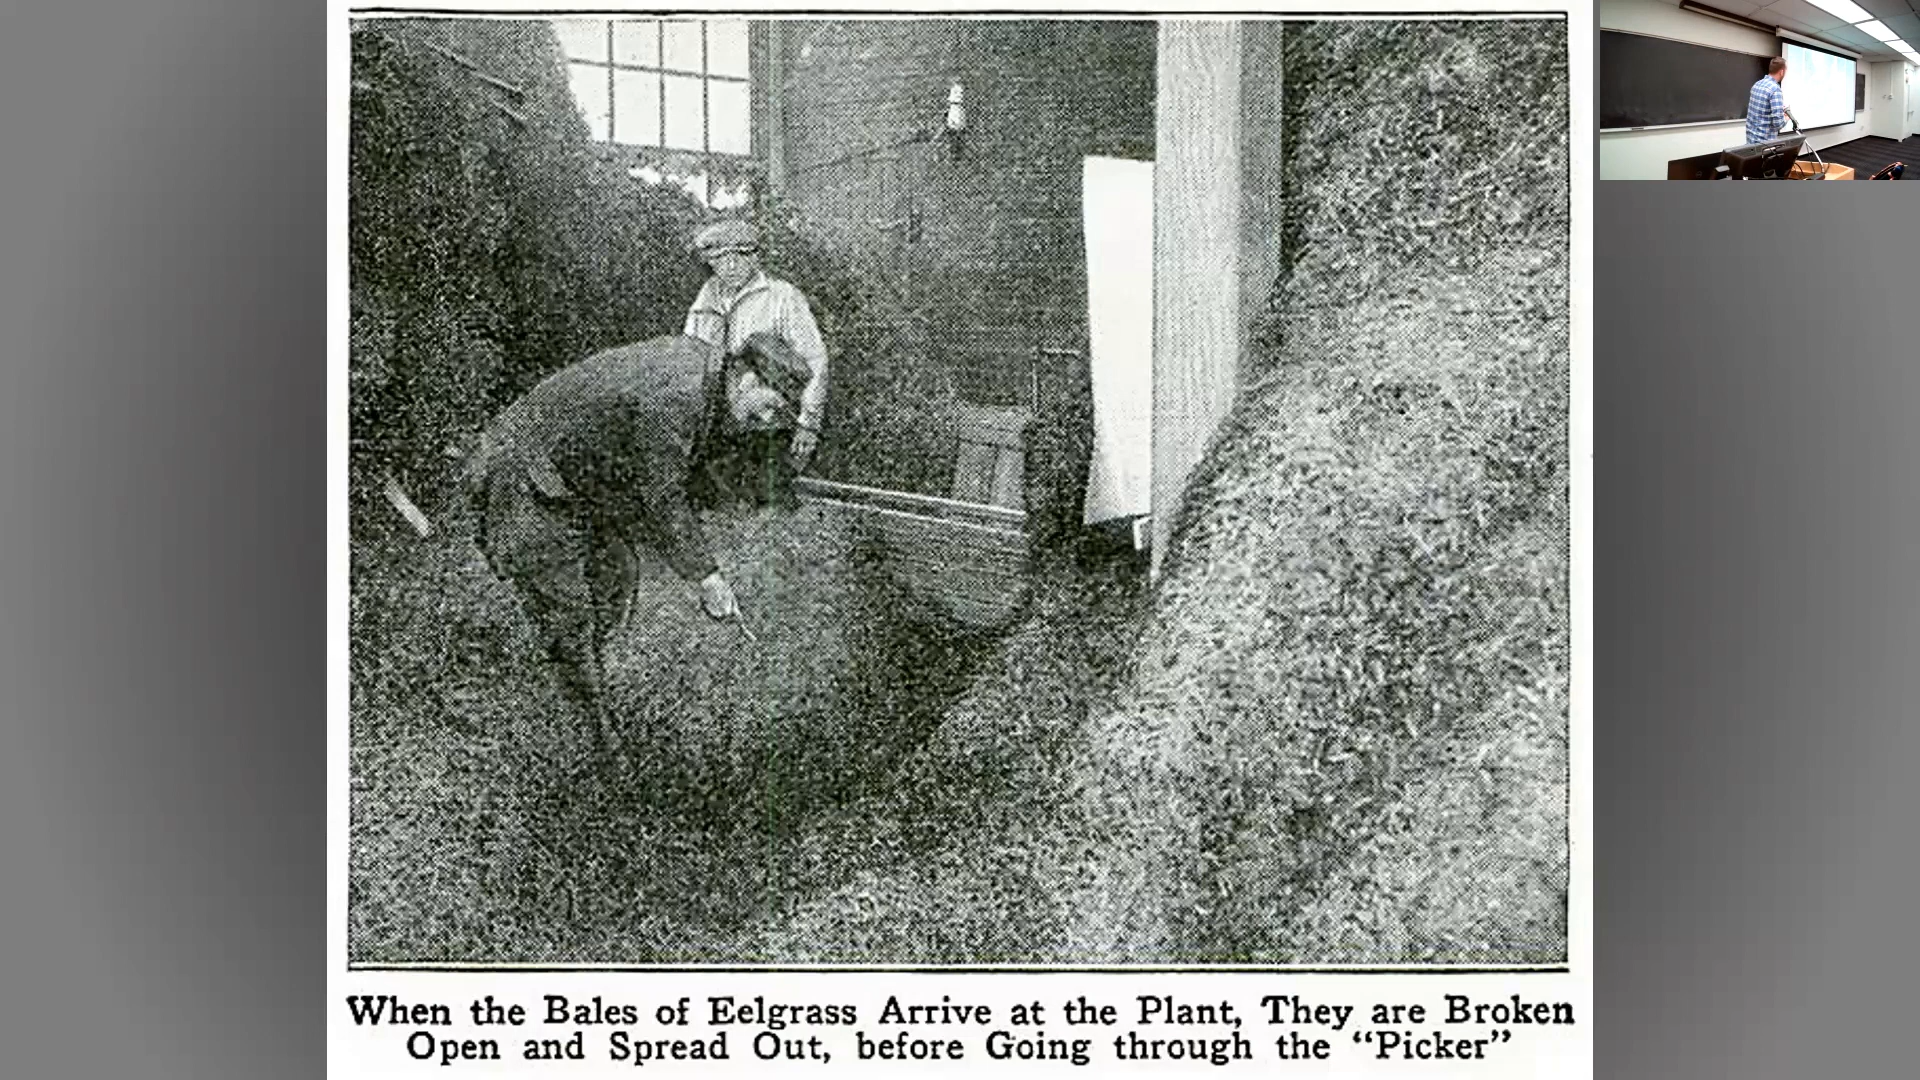 When the Bales of Eelgrass Arrive at the Plant, They are Broken
Open and Spread Out, before Going through the “Picker”